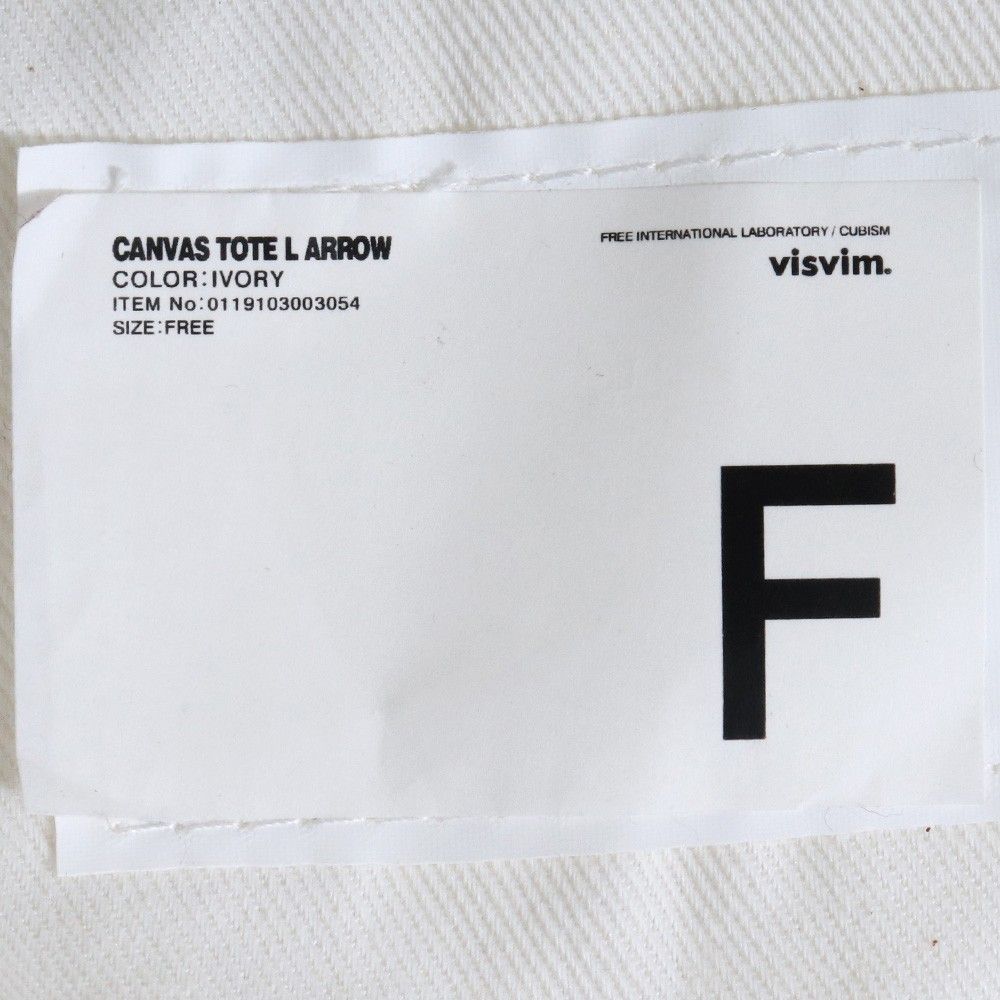 CANVAS TOTE L ARROW
COLOR:IVORY
ITEM No:0119103003054
SIZE:FREE
FREE INTERNATIONAL LABORATORY / CUBISM
visvim.
F